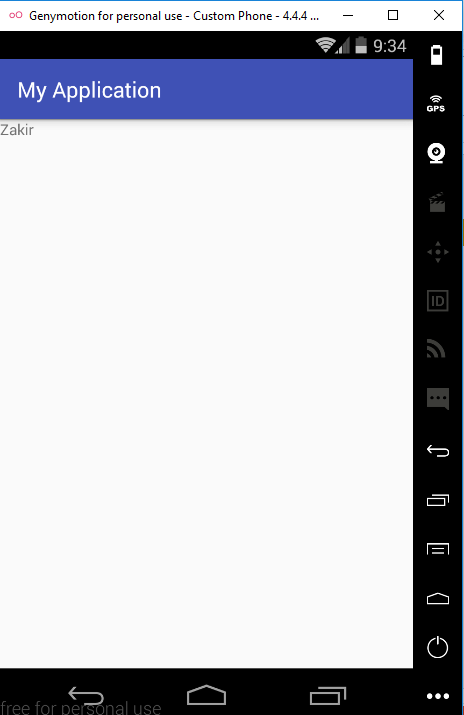 Genymotion for personal use - Custom Phone - 4.4.4 ...
9:34
My Application
Zakir
GPS
ID
free for personal use